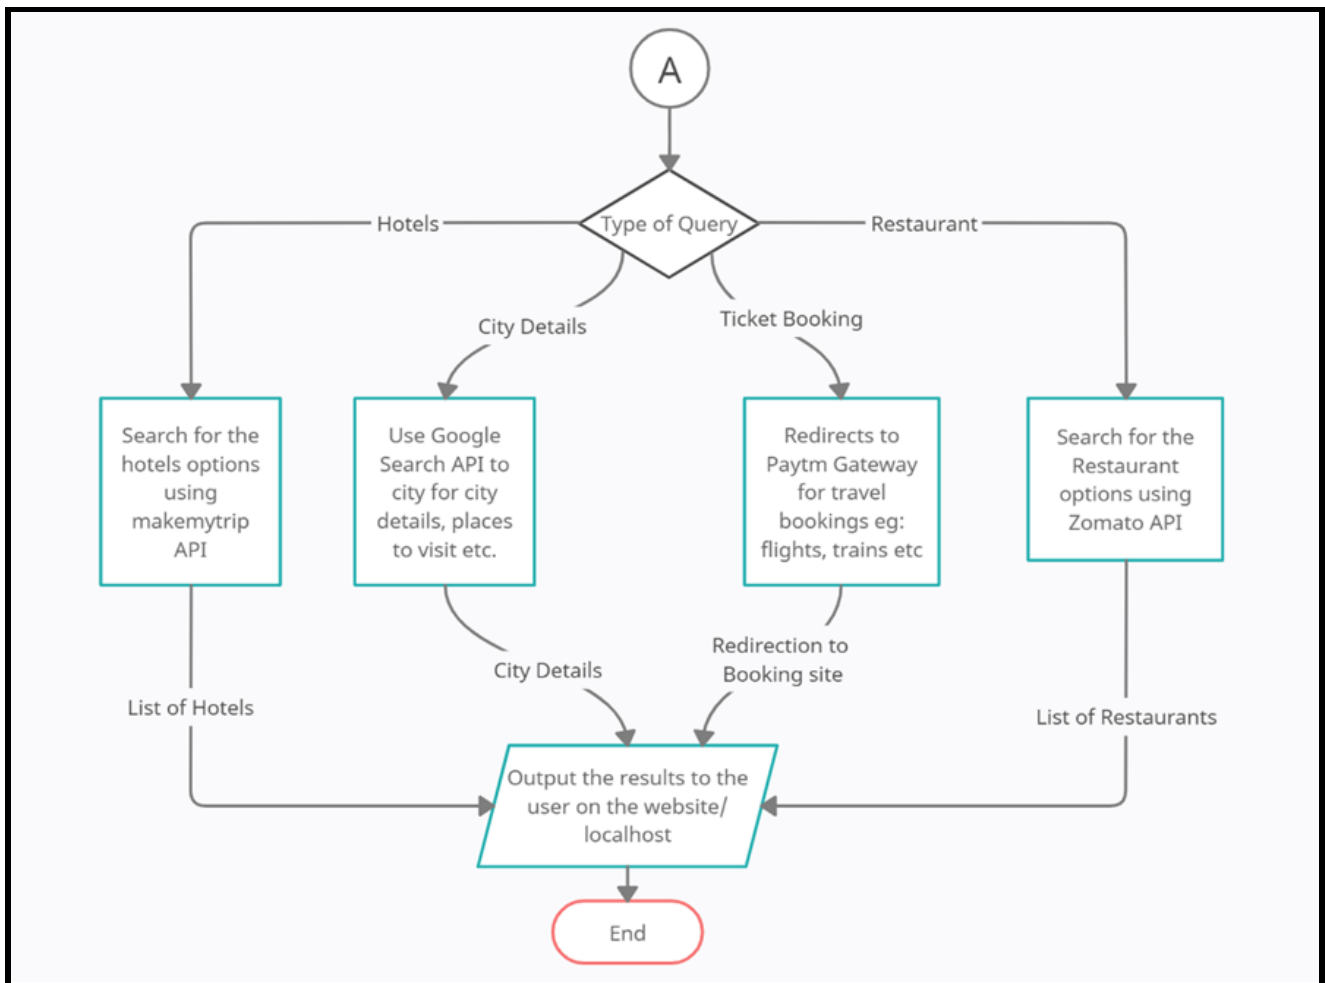 A
Type of Query
Hotels
Restaurant
City Details
Ticket Booking
Search for the
hotels options
using
makemytrip
API
Use Google
Search API to
city for city
details, places
to visit etc.
Redirects to
Paytm Gateway
for travel
bookings eg:
flights, trains etc
Search for the
Restaurant
options using
Zomato API
List of Hotels
City Details
Redirection to
Booking site
List of Restaurants
Output the results to the
user on the website/
localhost
End